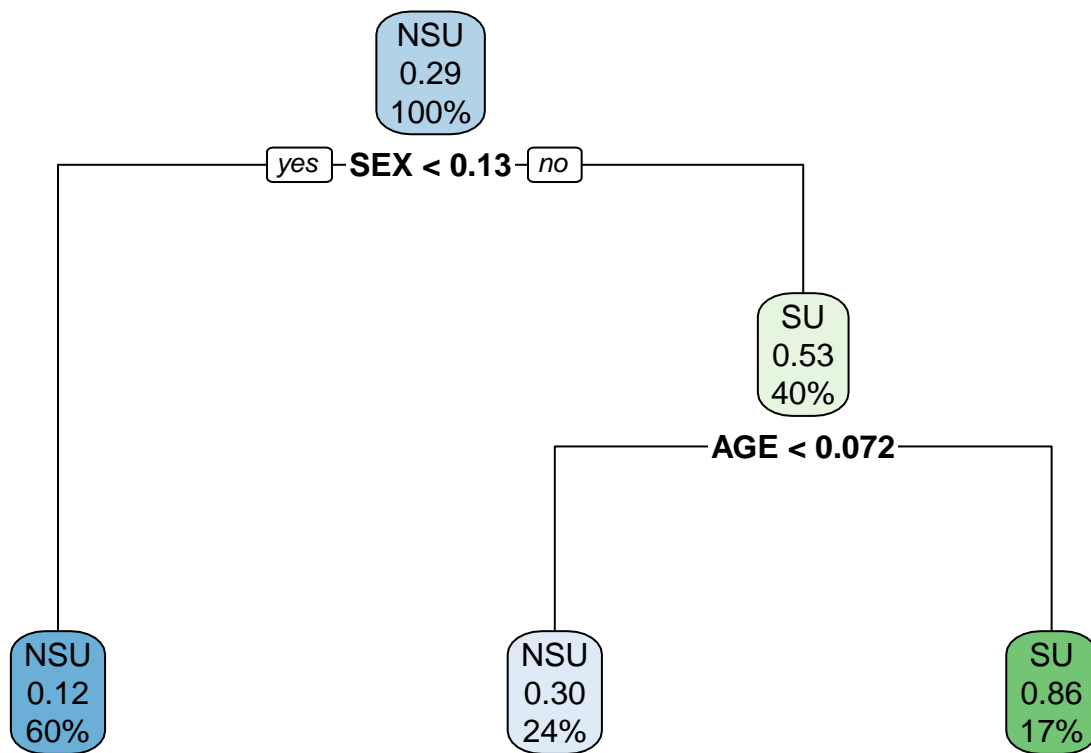 NSU
0.29
100%
yes SEX < 0.13 no
SU
0.53
40%
AGE < 0.072
NSU
0.12
60%
NSU
0.30
24%
SU
0.86
17%